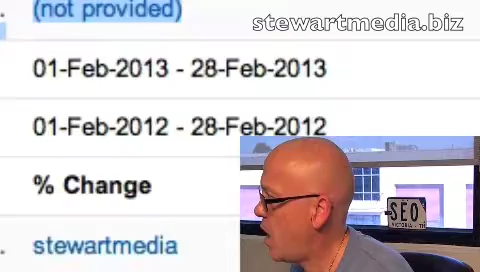 (not provided)
stewartmedia.biz
01-Feb-2013 - 28-Feb-2013
01-Feb-2012 - 28-Feb-2012
% Change
SEO
stewartmedia